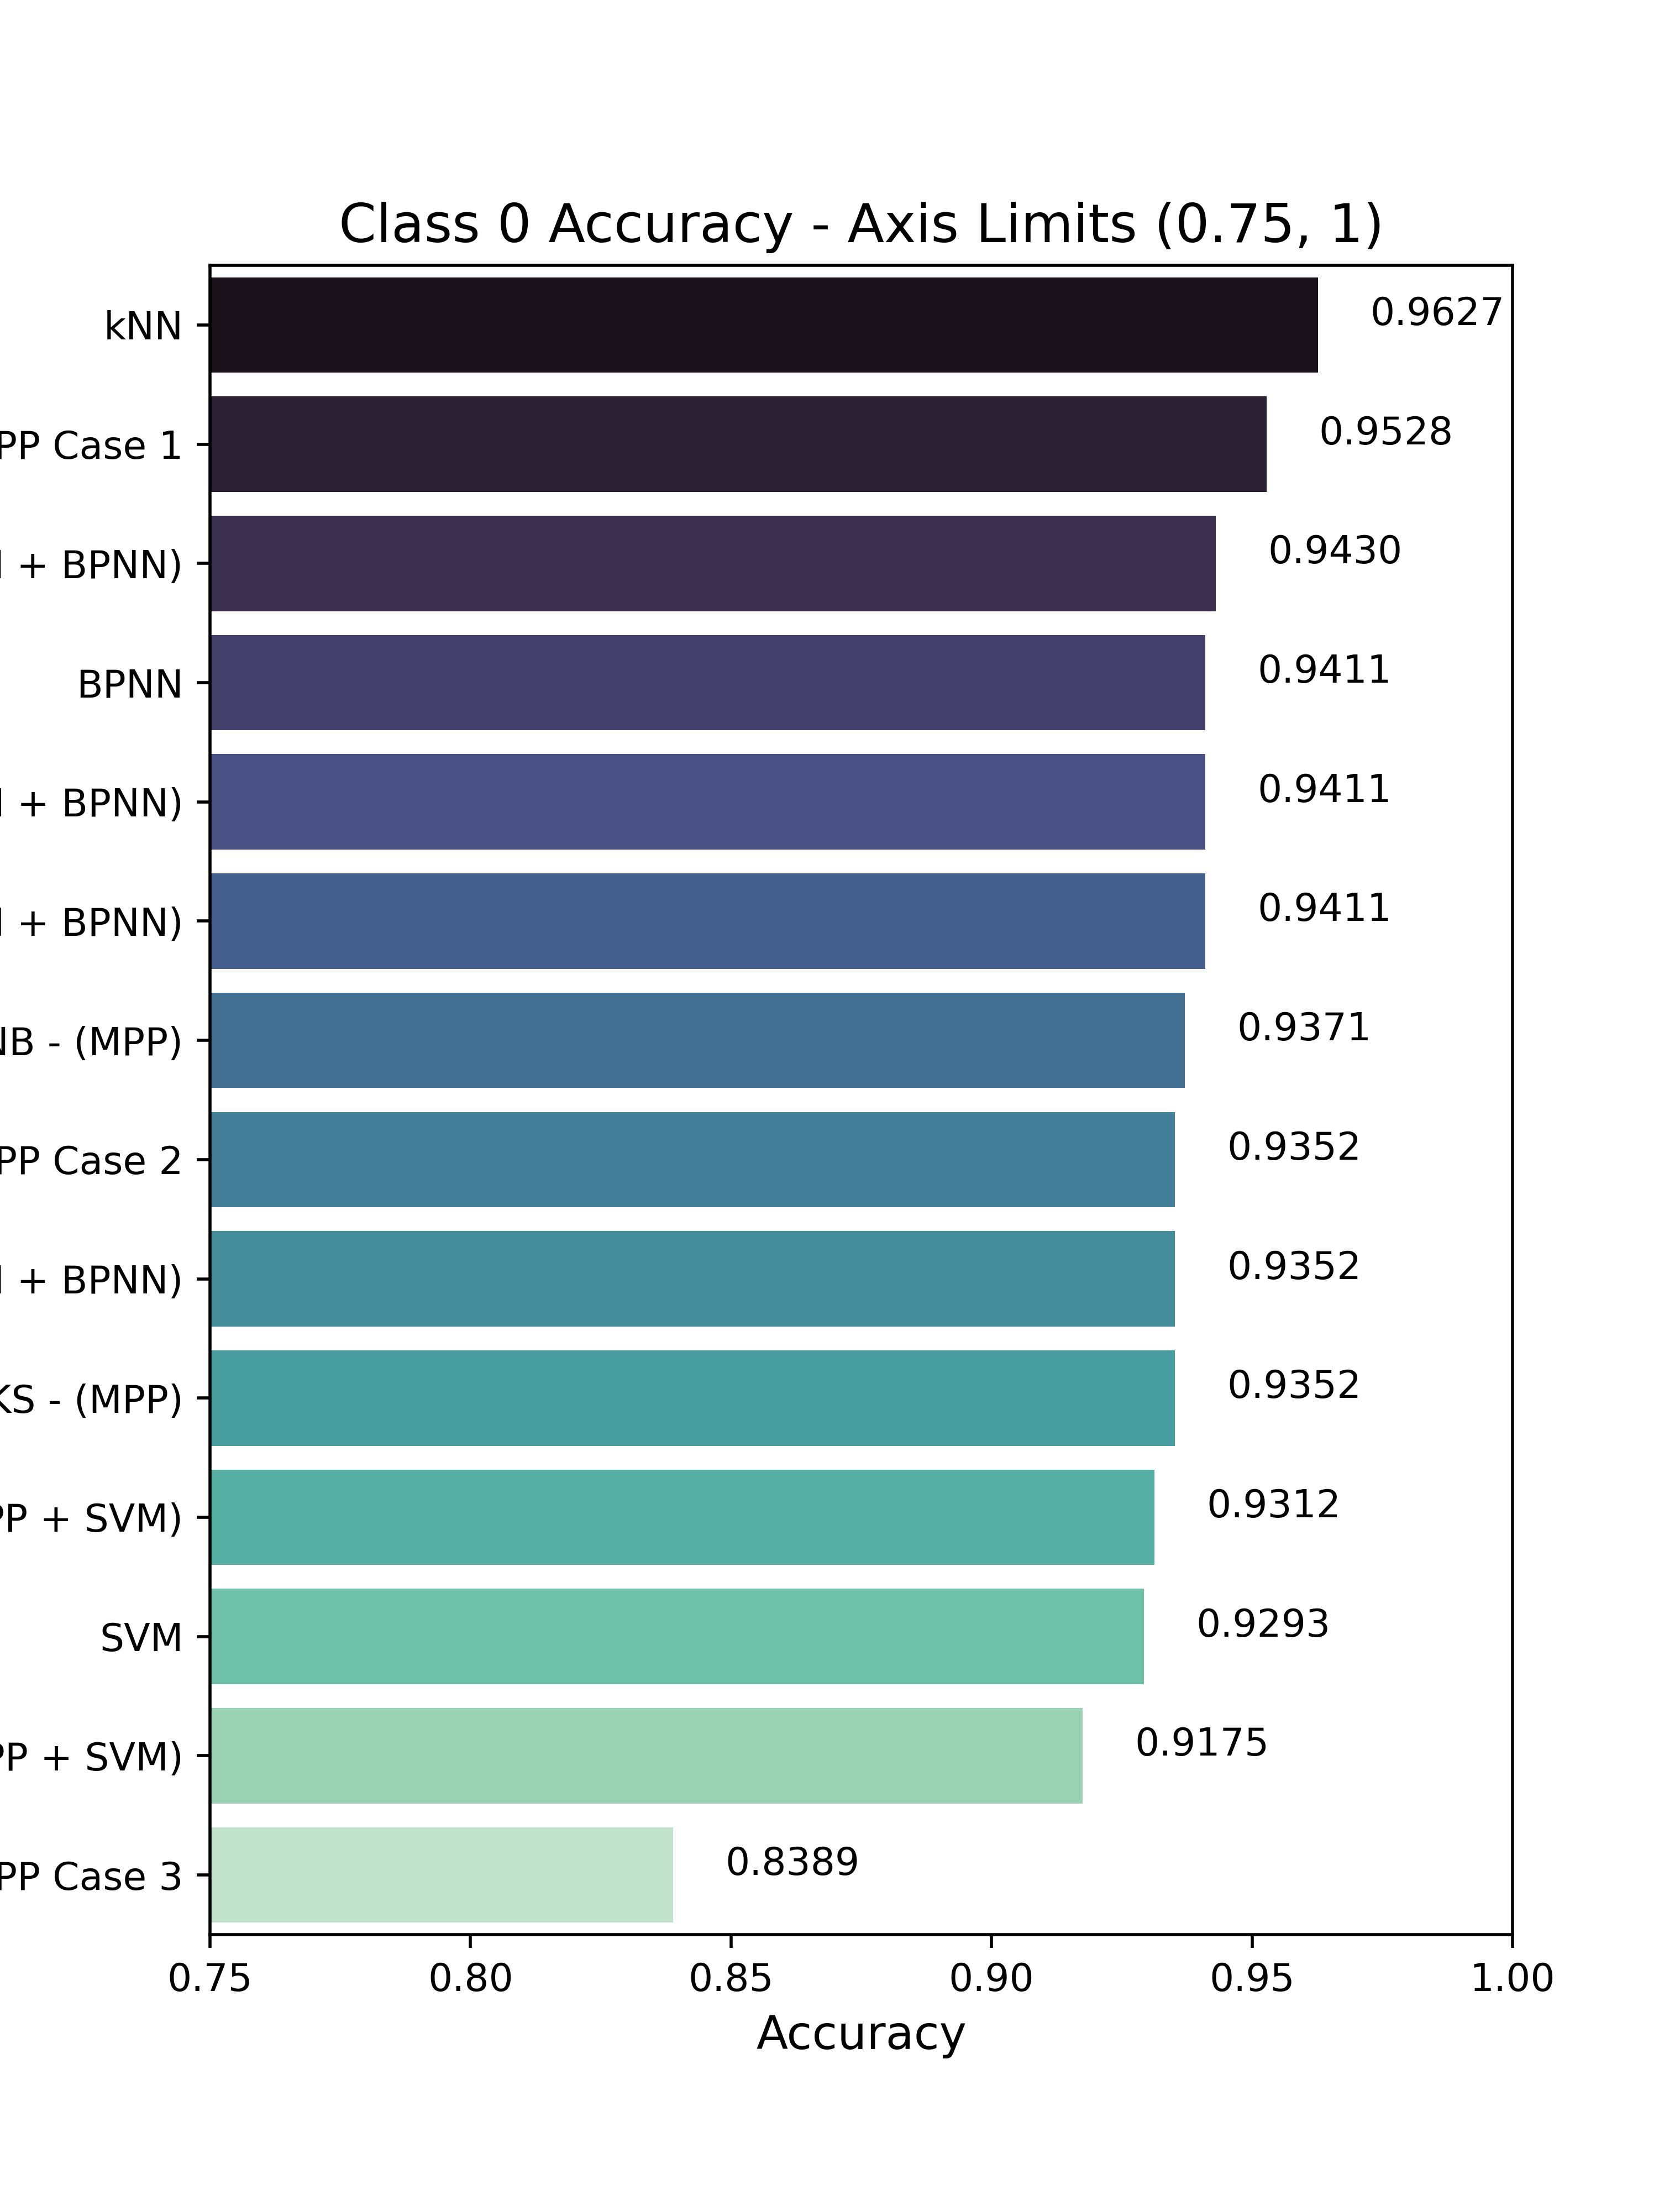 Class 0 Accuracy - Axis Limits (0.75, 1)
kNN 0.9627
PP Case 1 0.9528
+ BPNN) 0.9430
BPNN 0.9411
+ BPNN) 0.9411
+ BPNN) 0.9411
NB - (MPP) 0.9371
PP Case 2 0.9352
+ BPNN) 0.9352
KS - (MPP) 0.9352
PP + SVM) 0.9312
SVM 0.9293
PP + SVM) 0.9175
PP Case 3 0.8389
0.75 0.80 0.85 0.90 0.95 1.00
Accuracy